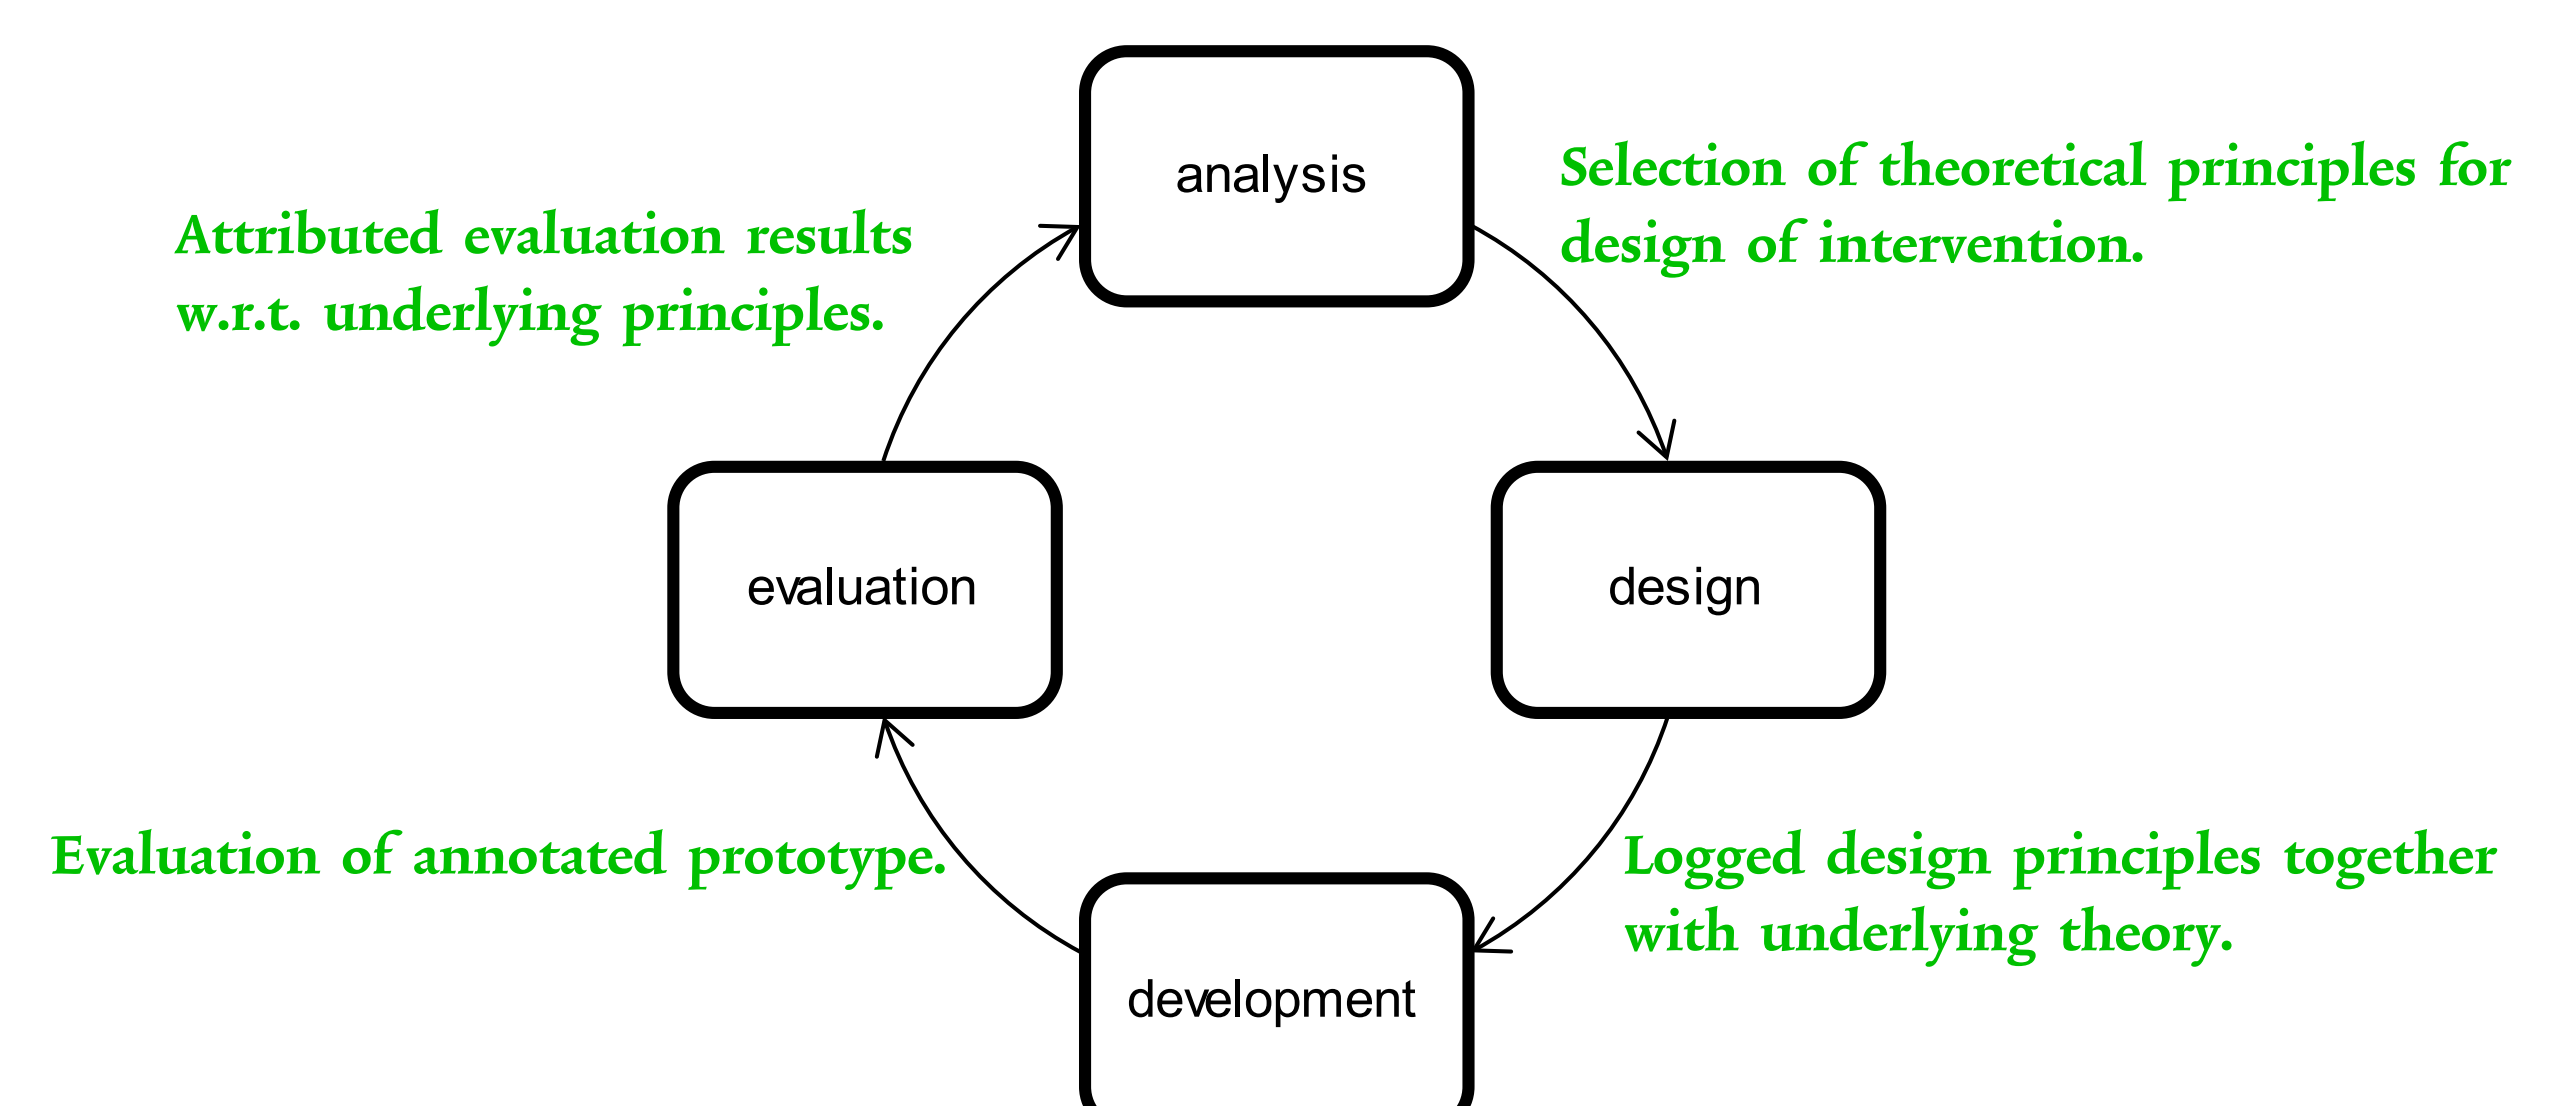 analysis
Selection of theoretical principles for
design of intervention.
Attributed evaluation results
w.r.t. underlying principles.
evaluation
design
Evaluation of annotated prototype.
Logged design principles together
with underlying theory.
development